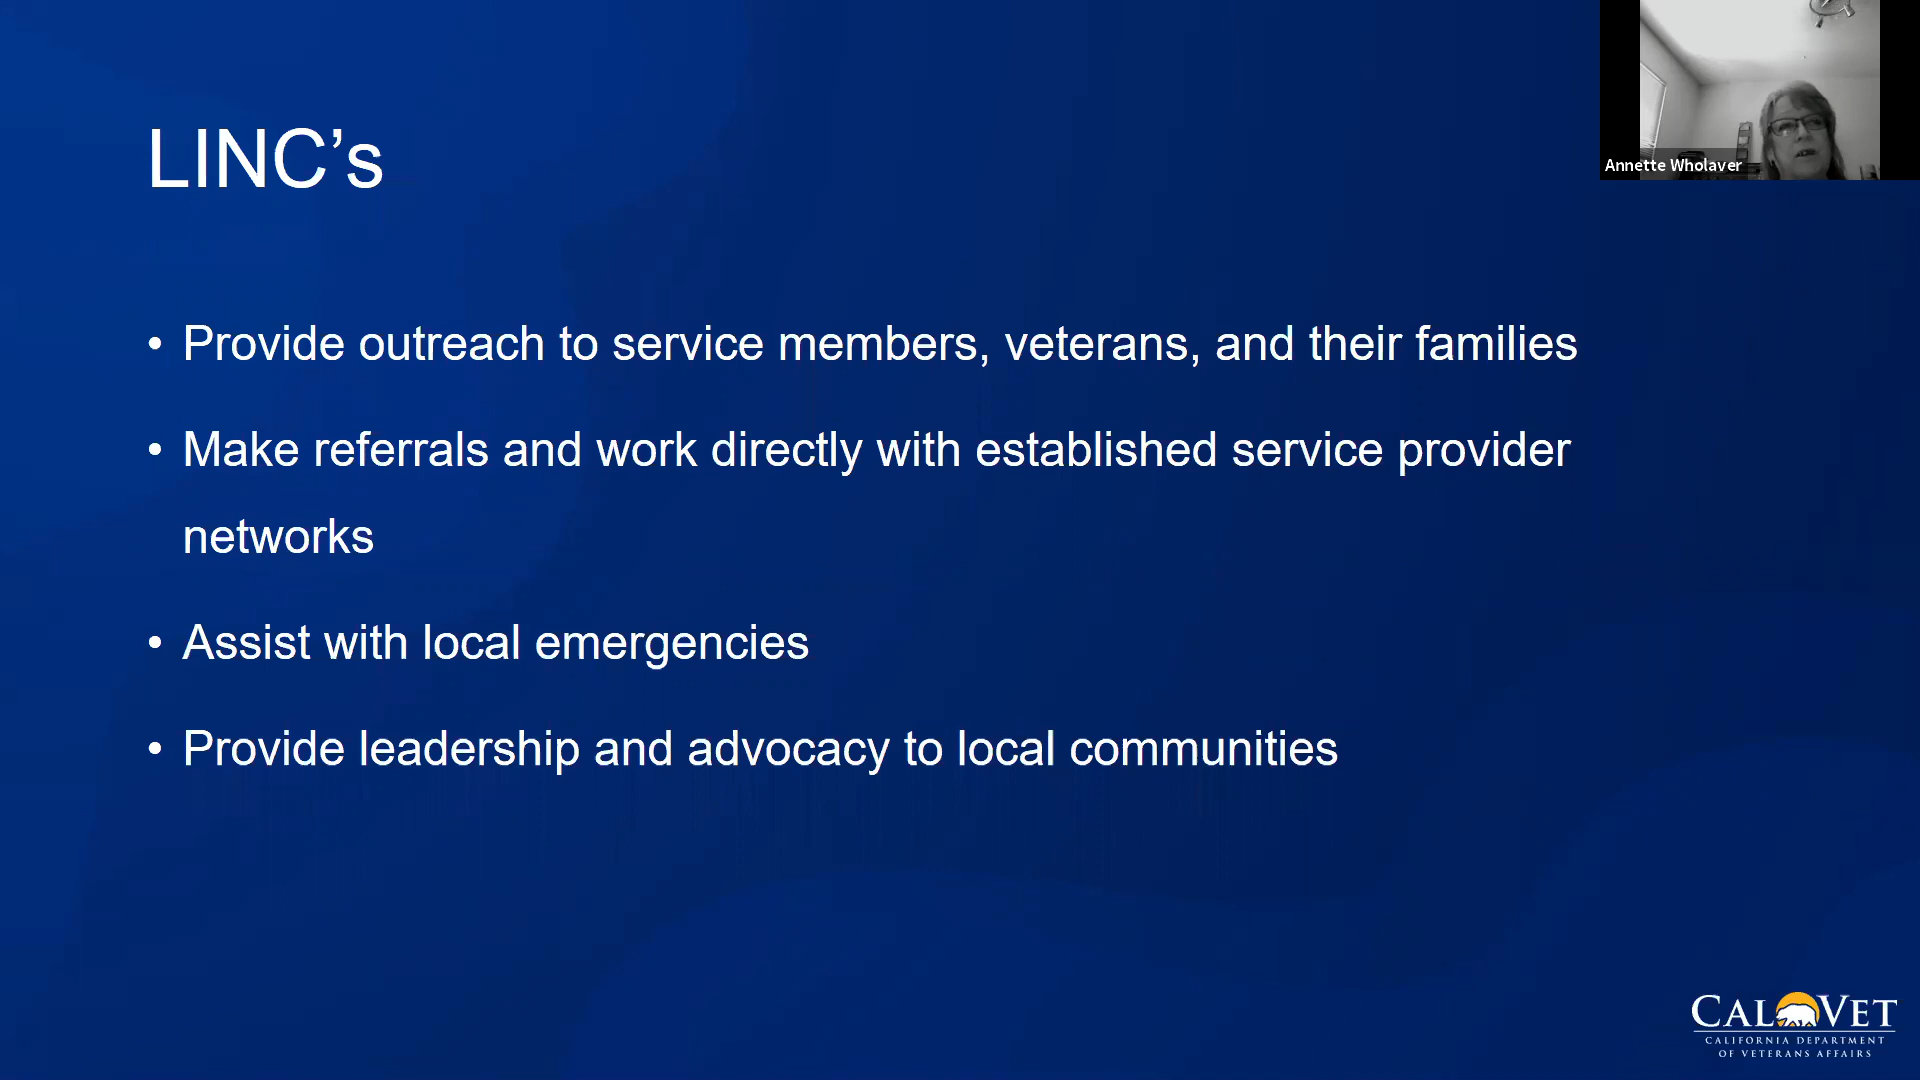 LINC’s
Annette Wholaver
• Provide outreach to service members, veterans, and their families
• Make referrals and work directly with established service provider
networks
• Assist with local emergencies
• Provide leadership and advocacy to local communities
CALVET
CALIFORNIA DEPARTMENT
OF VETERANS AFFAIRS